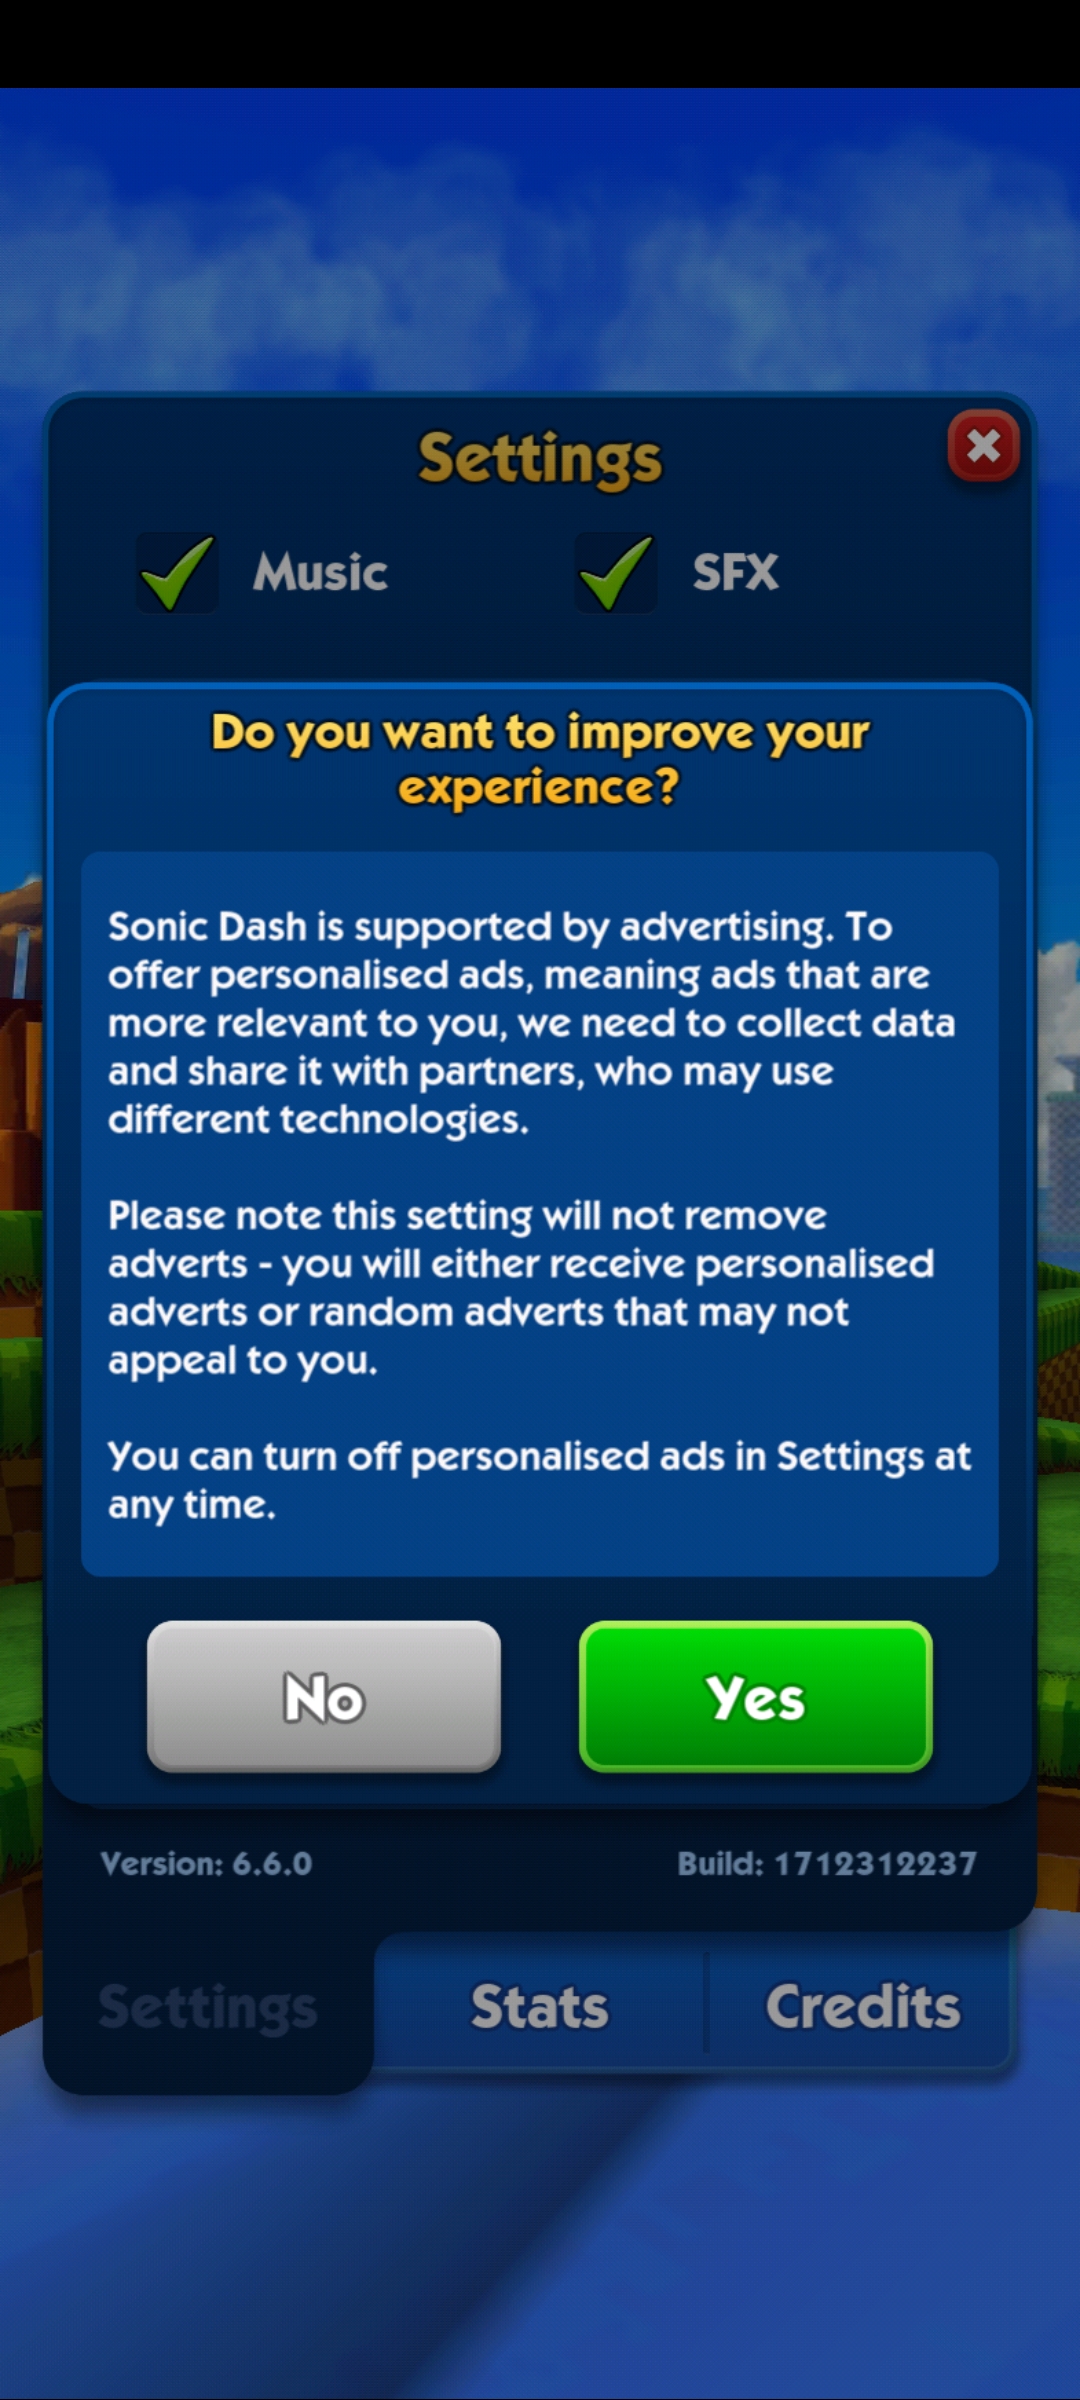 Settings
Music SFX
Do you want to improve your
experience?
Sonic Dash is supported by advertising. To
offer personalised ads, meaning ads that are
more relevant to you, we need to collect data
and share it with partners, who may use
different technologies.
Please note this setting will not remove
adverts - you will either receive personalised
adverts or random adverts that may not
appeal to you.
You can turn off personalised ads in Settings at
any time.
No Yes
Version: 6.6.0 Build: 1712312237
Settings Stats Credits